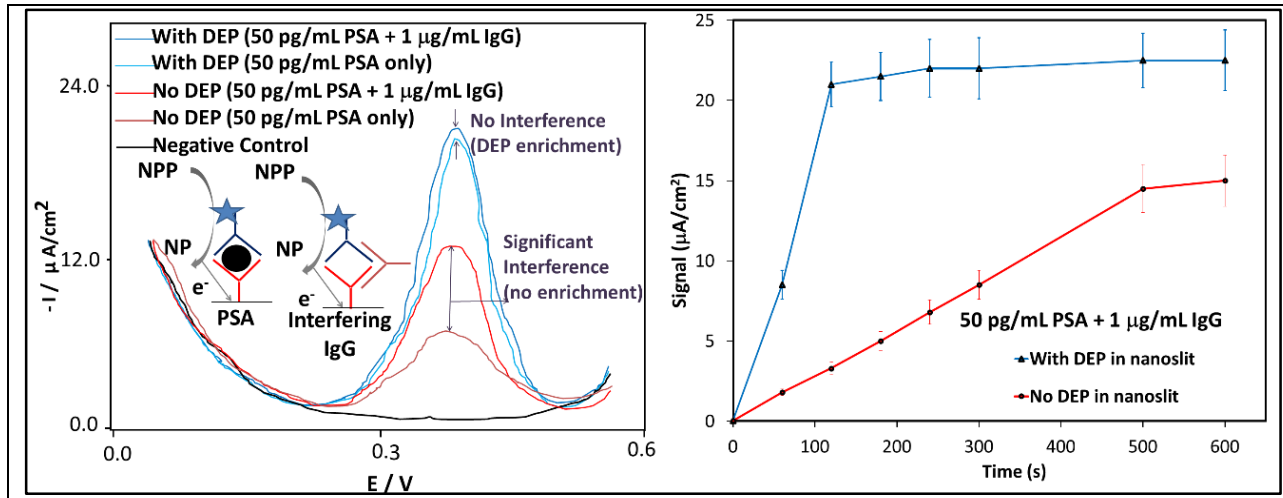 With DEP (50 pg/mL PSA + 1 μg/mL IgG)
With DEP (50 pg/mL PSA only)
No DEP (50 pg/mL PSA + 1 μg/mL IgG)
No DEP (50 pg/mL PSA only)
Negative Control
24.0
12.0
0.0
-I / μ A/cm²
NPP
NP
e⁻
PSA
NPP
NP
e⁻
Interfering
IgG
No Interference
(DEP enrichment)
Significant
Interference
(no enrichment)
0.0
0.3
0.6
E / V
25
20
15
10
5
0
Signal (μA/cm²)
50 pg/mL PSA + 1 μg/mL IgG
With DEP in nanoslit
No DEP in nanoslit
0
100
200
300
400
500
600
Time (s)